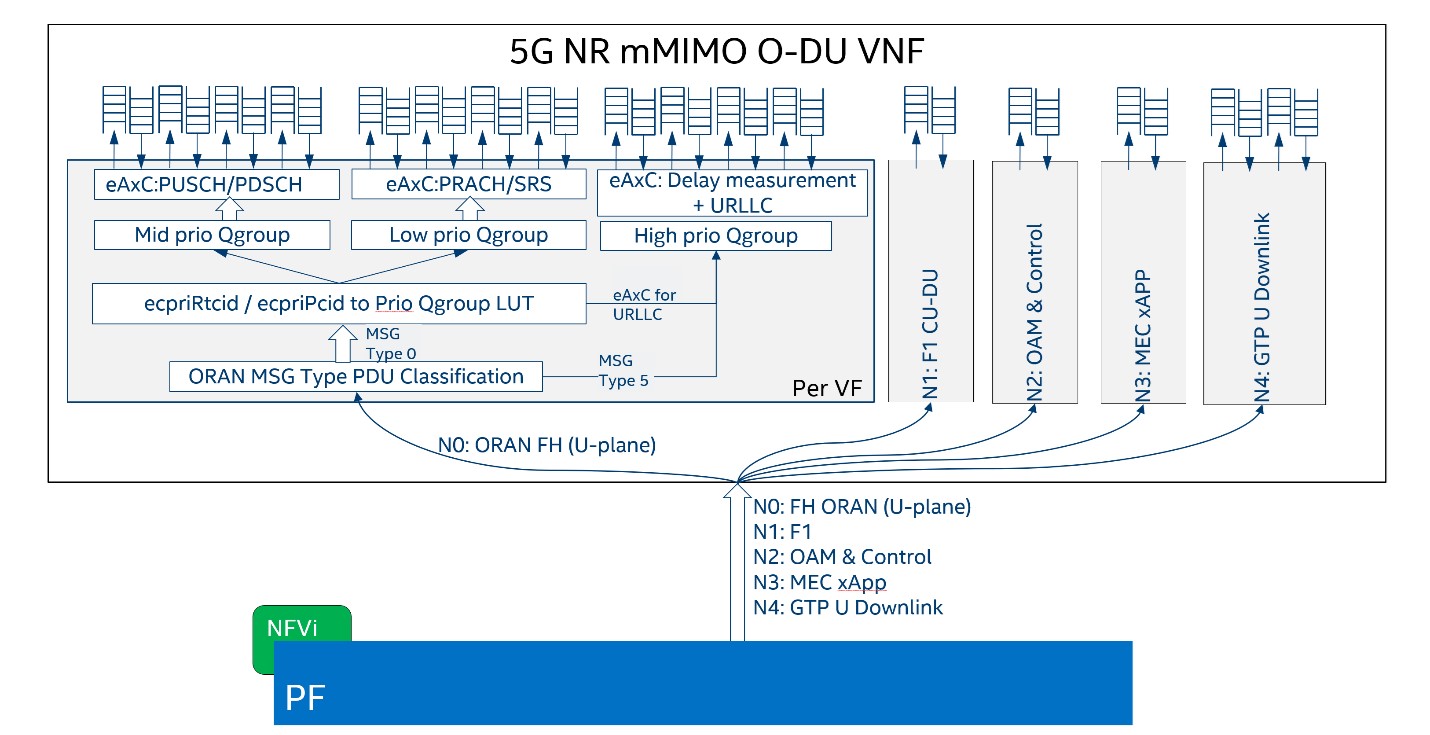 5G NR mMIMO O-DU VNF
eAxC:PUSCH/PDSCH
eAxC:PRACH/SRS
eAxC: Delay measurement
+ URLLC
Mid prio Qgroup
Low prio Qgroup
High prio Qgroup
ecpriRtcid / ecpriPcid to Prio Qgroup LUT
eAxC for
URLLC
MSG
Type 0
ORAN MSG Type PDU Classification
MSG
Type 5
Per VF
N1: F1 CU-DU
N2: OAM & Control
N3: MEC xAPP
N4: GTP U Downlink
N0: ORAN FH (U-plane)
N0: FH ORAN (U-plane)
N1: F1
N2: OAM & Control
N3: MEC xApp
N4: GTP U Downlink
NFVi
PF